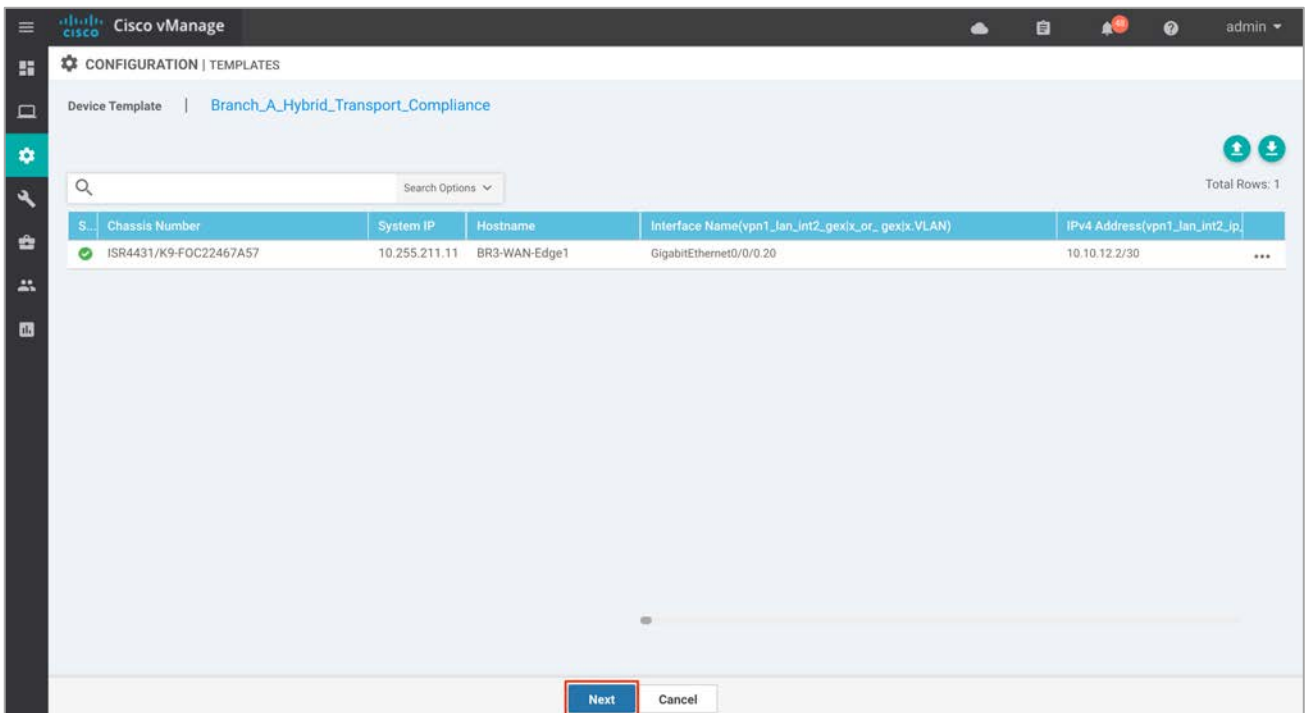 cisco Cisco vManage admin
CONFIGURATION | TEMPLATES
Device Template | Branch_A_Hybrid_Transport_Compliance
Search Options
Total Rows: 1
S... Chassis Number System IP Hostname Interface Name(vpn1_lan_int2_gex|x_or_ gex|x.VLAN) IPv4 Address(vpn1_lan_int2_ip_
ISR4431/K9-FOC22467A57 10.255.211.11 BR3-WAN-Edge1 GigabitEthernet0/0/0.20 10.10.12.2/30 •••
Next Cancel